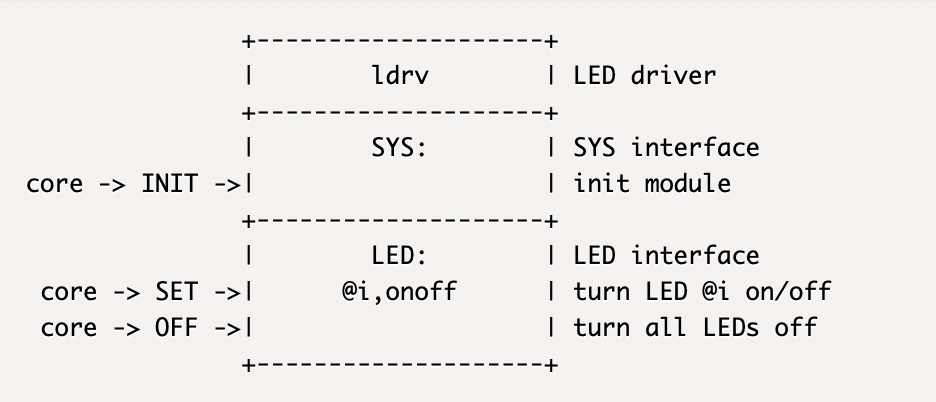 +--------------------+
|        ldrv        | LED driver
+--------------------+
|        SYS:        | SYS interface
core -> INIT ->|                    | init module
+--------------------+
|        LED:        | LED interface
core -> SET ->|      @i,onoff      | turn LED @i on/off
core -> OFF ->|                    | turn all LEDs off
+--------------------+